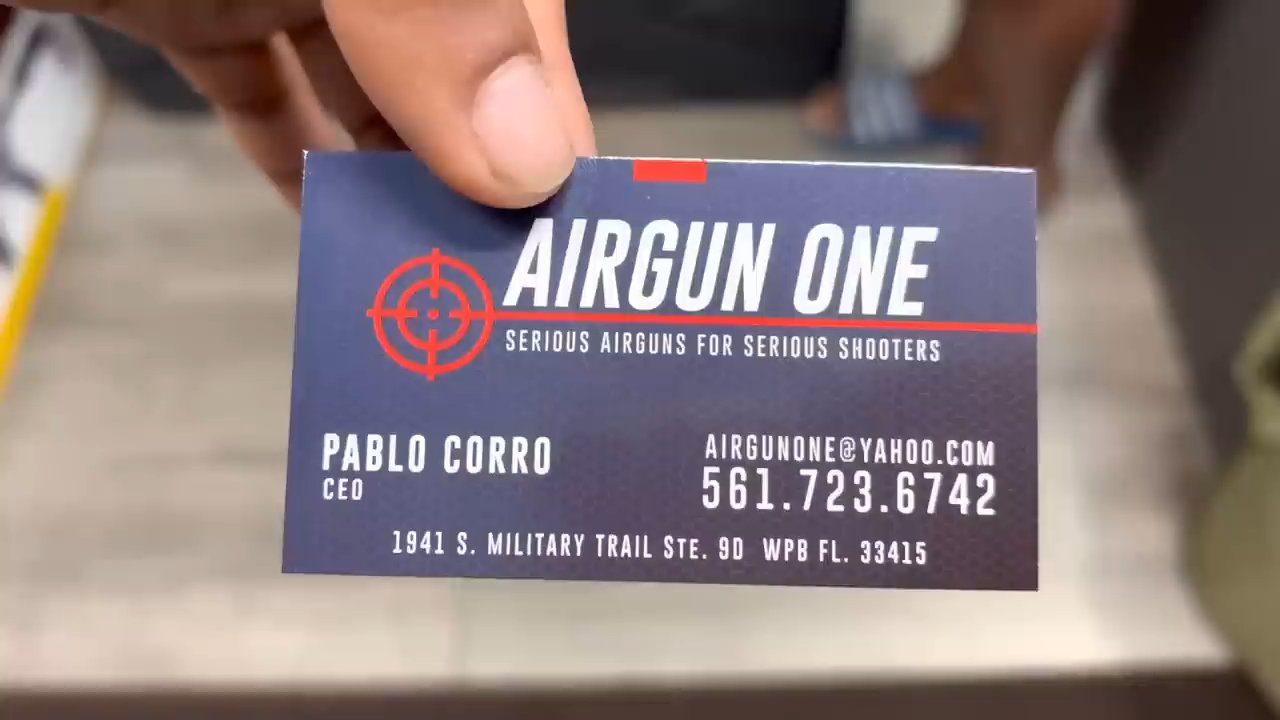 AIRGUN ONE
SERIOUS AIRGUNS FOR SERIOUS SHOOTERS
PABLO CORRO
CEO
AIRGUNONE@YAHOO.COM
561.723.6742
1941 S. MILITARY TRAIL STE. 9D WPB FL. 33415